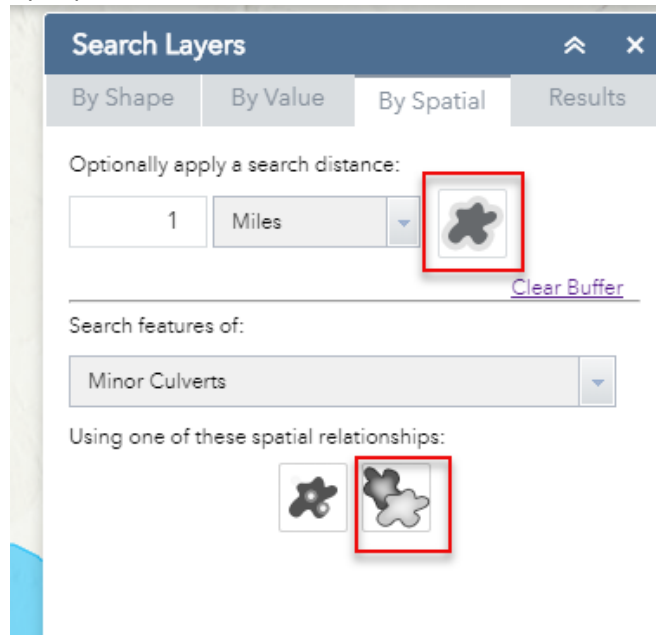 Search Layers
By Shape By Value By Spatial Results
Optionally apply a search distance:
1 Miles
Clear Buffer
Search features of:
Minor Culverts
Using one of these spatial relationships: